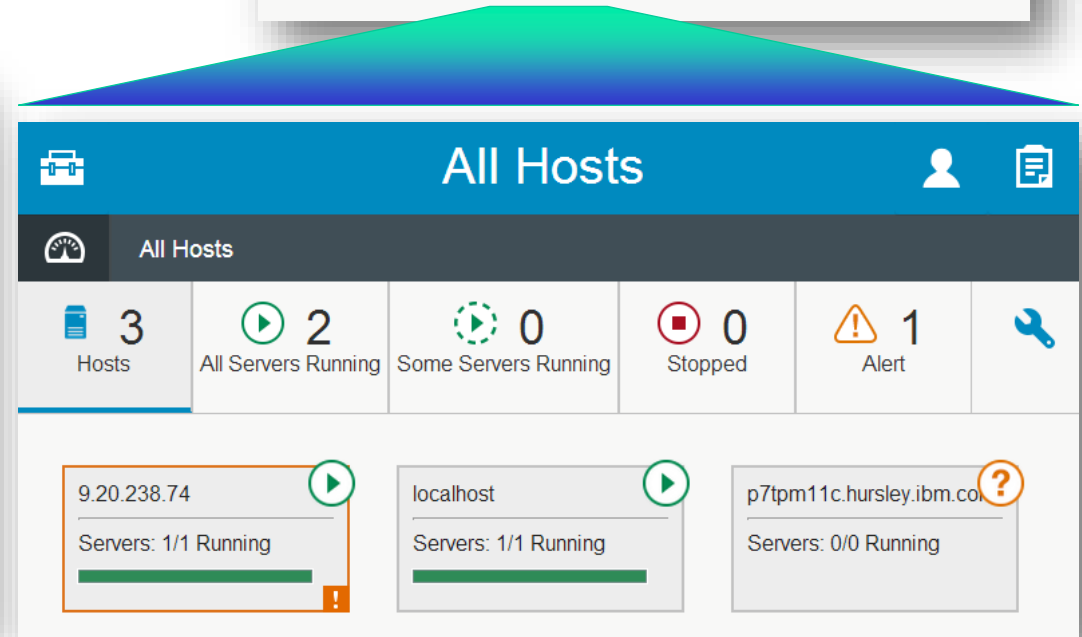 All Hosts
All Hosts
3 Hosts
2 All Servers Running
0 Some Servers Running
0 Stopped
1 Alert
9.20.238.74
Servers: 1/1 Running
!
localhost
Servers: 1/1 Running
p7tpm11c.hursley.ibm.co
?
Servers: 0/0 Running